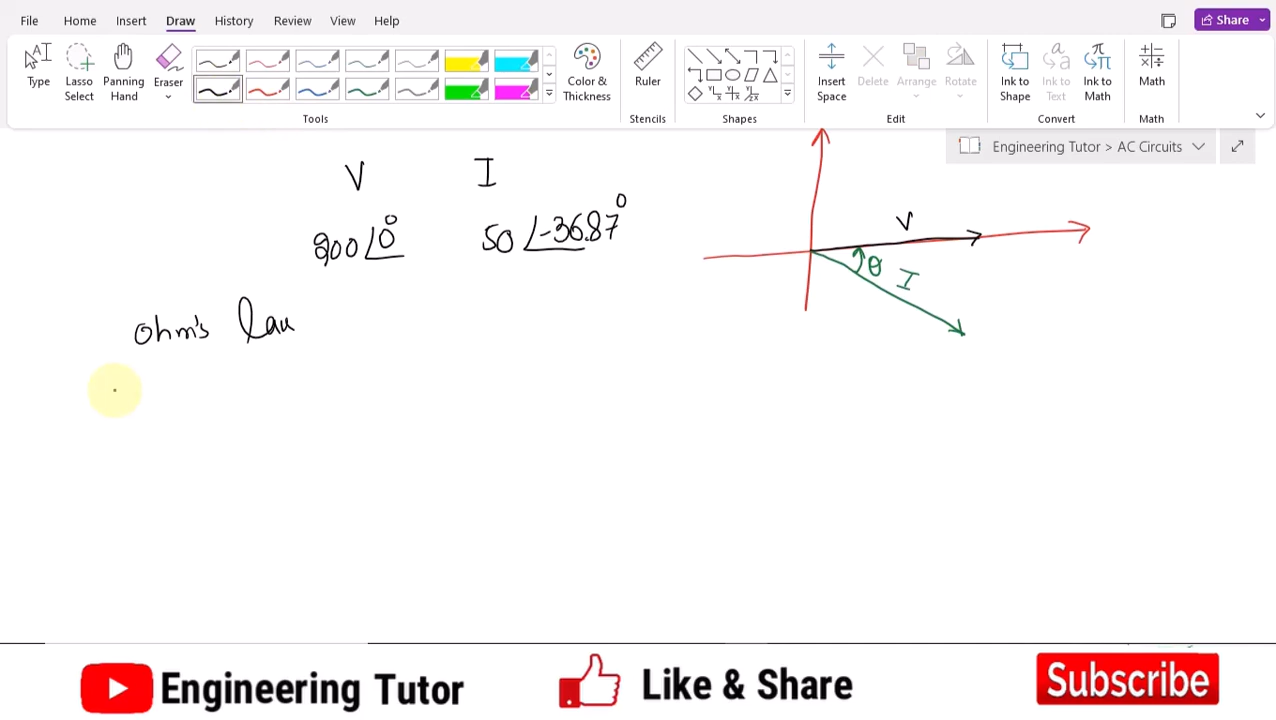 File Home Insert Draw History Review View Help Share
Type Lasso Select Panning Hand Eraser Color & Thickness Ruler Insert Space Delete Arrange Rotate Ink to Shape Ink to Text Ink to Math Math
Tools Stencils Shapes Edit Convert Math
Engineering Tutor > AC Circuits
V I
200∠0° 50∠-36.87°
V
θ I
ohm's law
Engineering Tutor Like & Share Subscribe